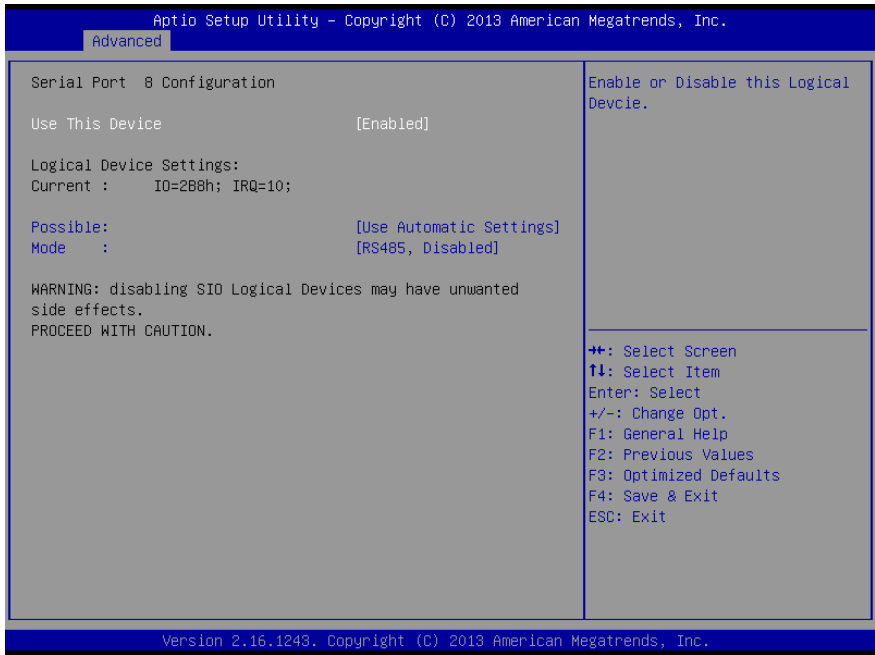 Aptio Setup Utility – Copyright (C) 2013 American Megatrends, Inc.
Advanced
Serial Port 8 Configuration
Use This Device [Enabled]
Logical Device Settings:
Current : IO=2B8h; IRQ=10;
Possible: [Use Automatic Settings]
Mode : [RS485, Disabled]
WARNING: disabling SIO Logical Devices may have unwanted
side effects.
PROCEED WITH CAUTION.
Enable or Disable this Logical
Devcie.
→←: Select Screen
↑↓: Select Item
Enter: Select
+/-: Change Opt.
F1: General Help
F2: Previous Values
F3: Optimized Defaults
F4: Save & Exit
ESC: Exit
Version 2.16.1243. Copyright (C) 2013 American Megatrends, Inc.